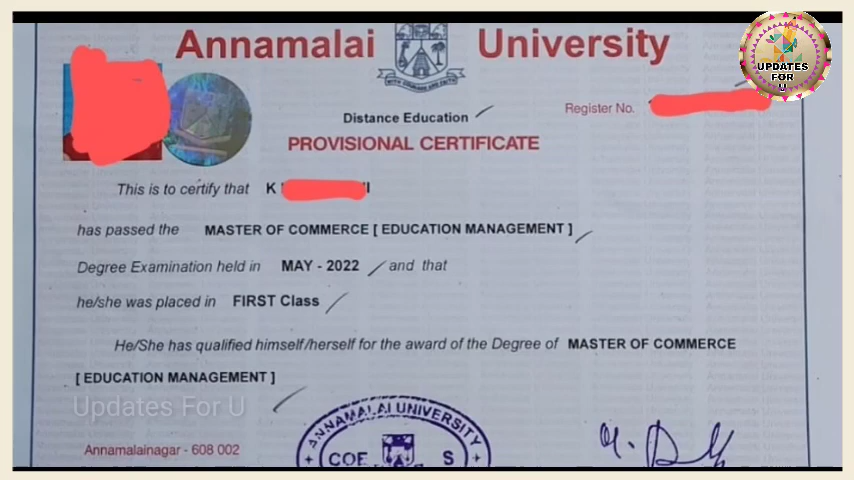 Annamalai University
UPDATES
FOR
U
Distance Education
Register No.
PROVISIONAL CERTIFICATE
This is to certify that K
has passed the MASTER OF COMMERCE [ EDUCATION MANAGEMENT ]
Degree Examination held in MAY - 2022 and that
he/she was placed in FIRST Class
He/She has qualified himself/herself for the award of the Degree of MASTER OF COMMERCE
[ EDUCATION MANAGEMENT ]
Updates For U
ANNAMALAI UNIVERSITY
COE S
Annamalainagar - 608 002